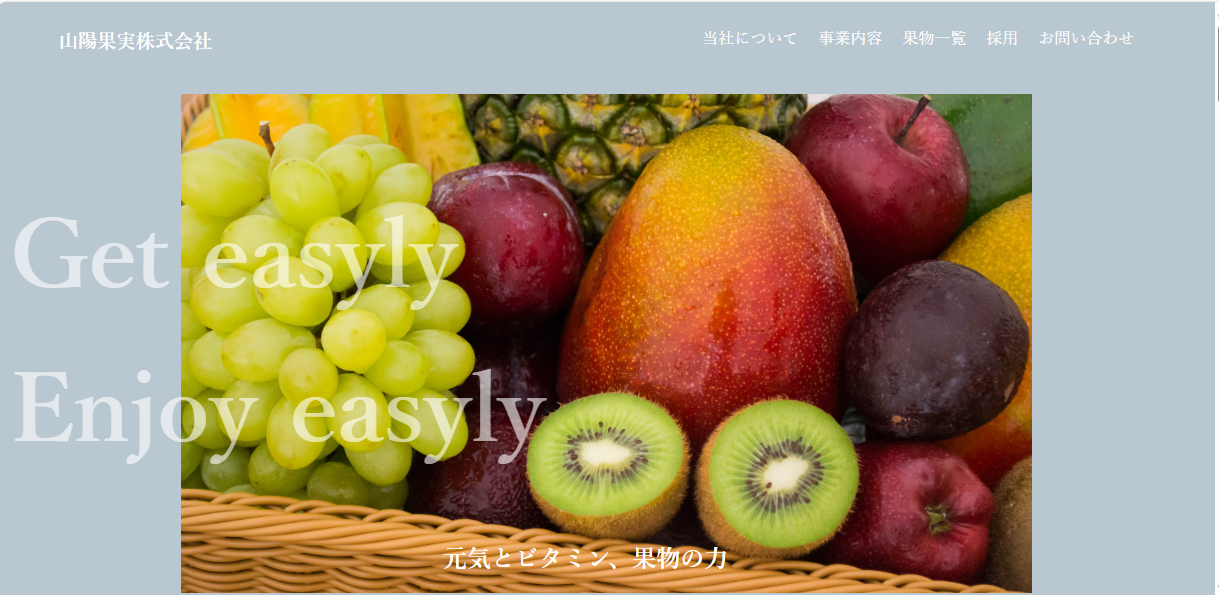 山陽果実株式会社
当社について 事業内容 果物一覧 採用 お問い合わせ
Get easyly
Enjoy easyly
元気とビタミン、果物の力